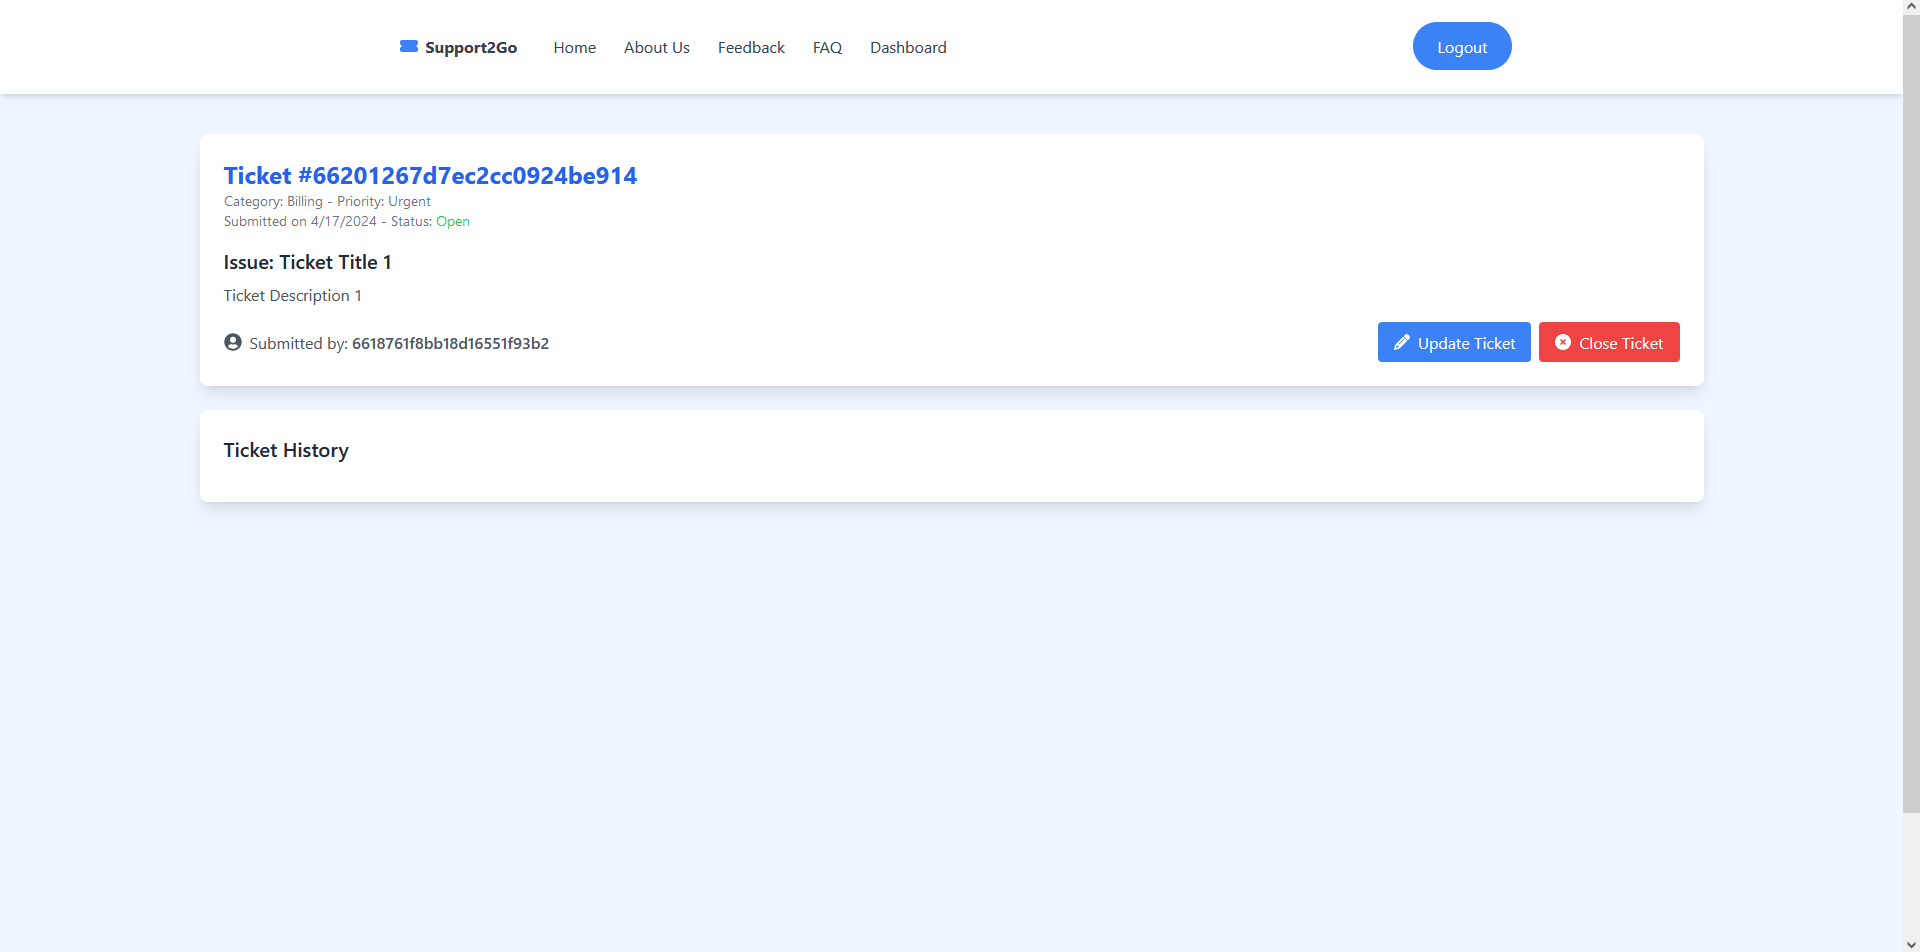 Support2Go
Home
About Us
Feedback
FAQ
Dashboard
Logout
Ticket #66201267d7ec2cc0924be914
Category: Billing - Priority: Urgent
Submitted on 4/17/2024 - Status: Open
Issue: Ticket Title 1
Ticket Description 1
Submitted by: 6618761f8bb18d16551f93b2
Update Ticket
Close Ticket
Ticket History